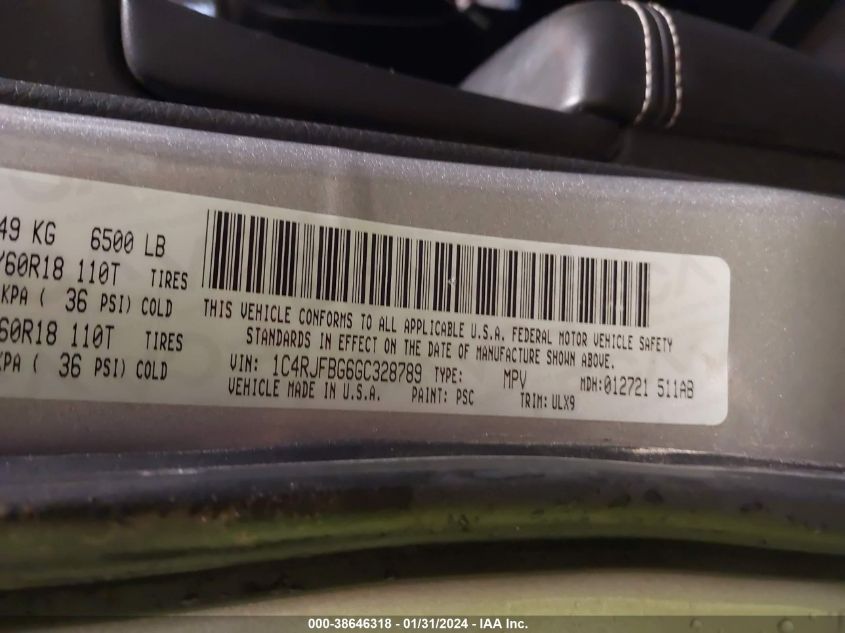 49 KG 6500 LB
/60R18 110T TIRES
KPA ( 36 PSI) COLD
60R18 110T TIRES
KPA ( 36 PSI) COLD
THIS VEHICLE CONFORMS TO ALL APPLICABLE U.S.A. FEDERAL MOTOR VEHICLE SAFETY
STANDARDS IN EFFECT ON THE DATE OF MANUFACTURE SHOWN ABOVE.
VIN: 1C4RJFBG6GC328789 TYPE: MPV MDH:012721 511AB
VEHICLE MADE IN U.S.A. PAINT: PSC TRIM: ULX9
000-38646318 - 01/31/2024 - IAA Inc.